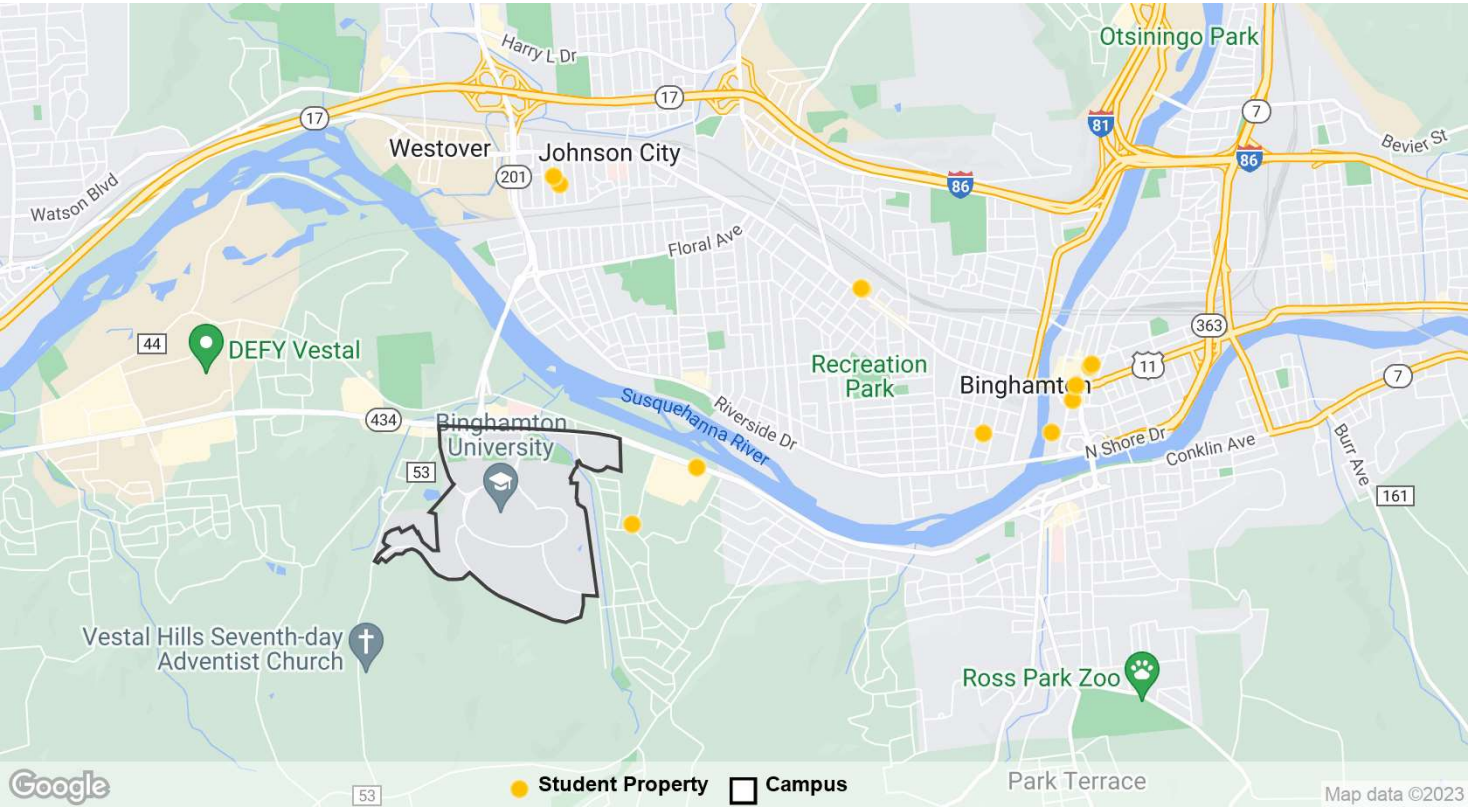 Otsiningo Park
Harry L Dr
17
17
81
7
Bevier St
Westover
Johnson City
86
201
86
Watson Blvd
Floral Ave
363
44
DEFY Vestal
Recreation
Park
Binghamton
11
7
434
Susquehanna River
Riverside Dr
Binghamton
University
N Shore Dr
Conklin Ave
Burr Ave
53
161
Vestal Hills Seventh-day
Adventist Church
Ross Park Zoo
Google
53
Student Property
Campus
Park Terrace
Map data ©2023